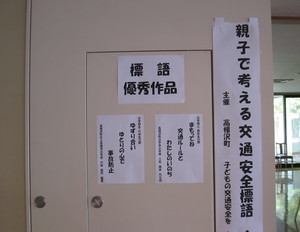 親子で考える交通安全標語
主催 高根沢町 子どもの交通安全を
標語
優秀作品
まもってね
交通ルールと
わたしのいのち
ゆずり合い
ゆとりの心で
事故防止